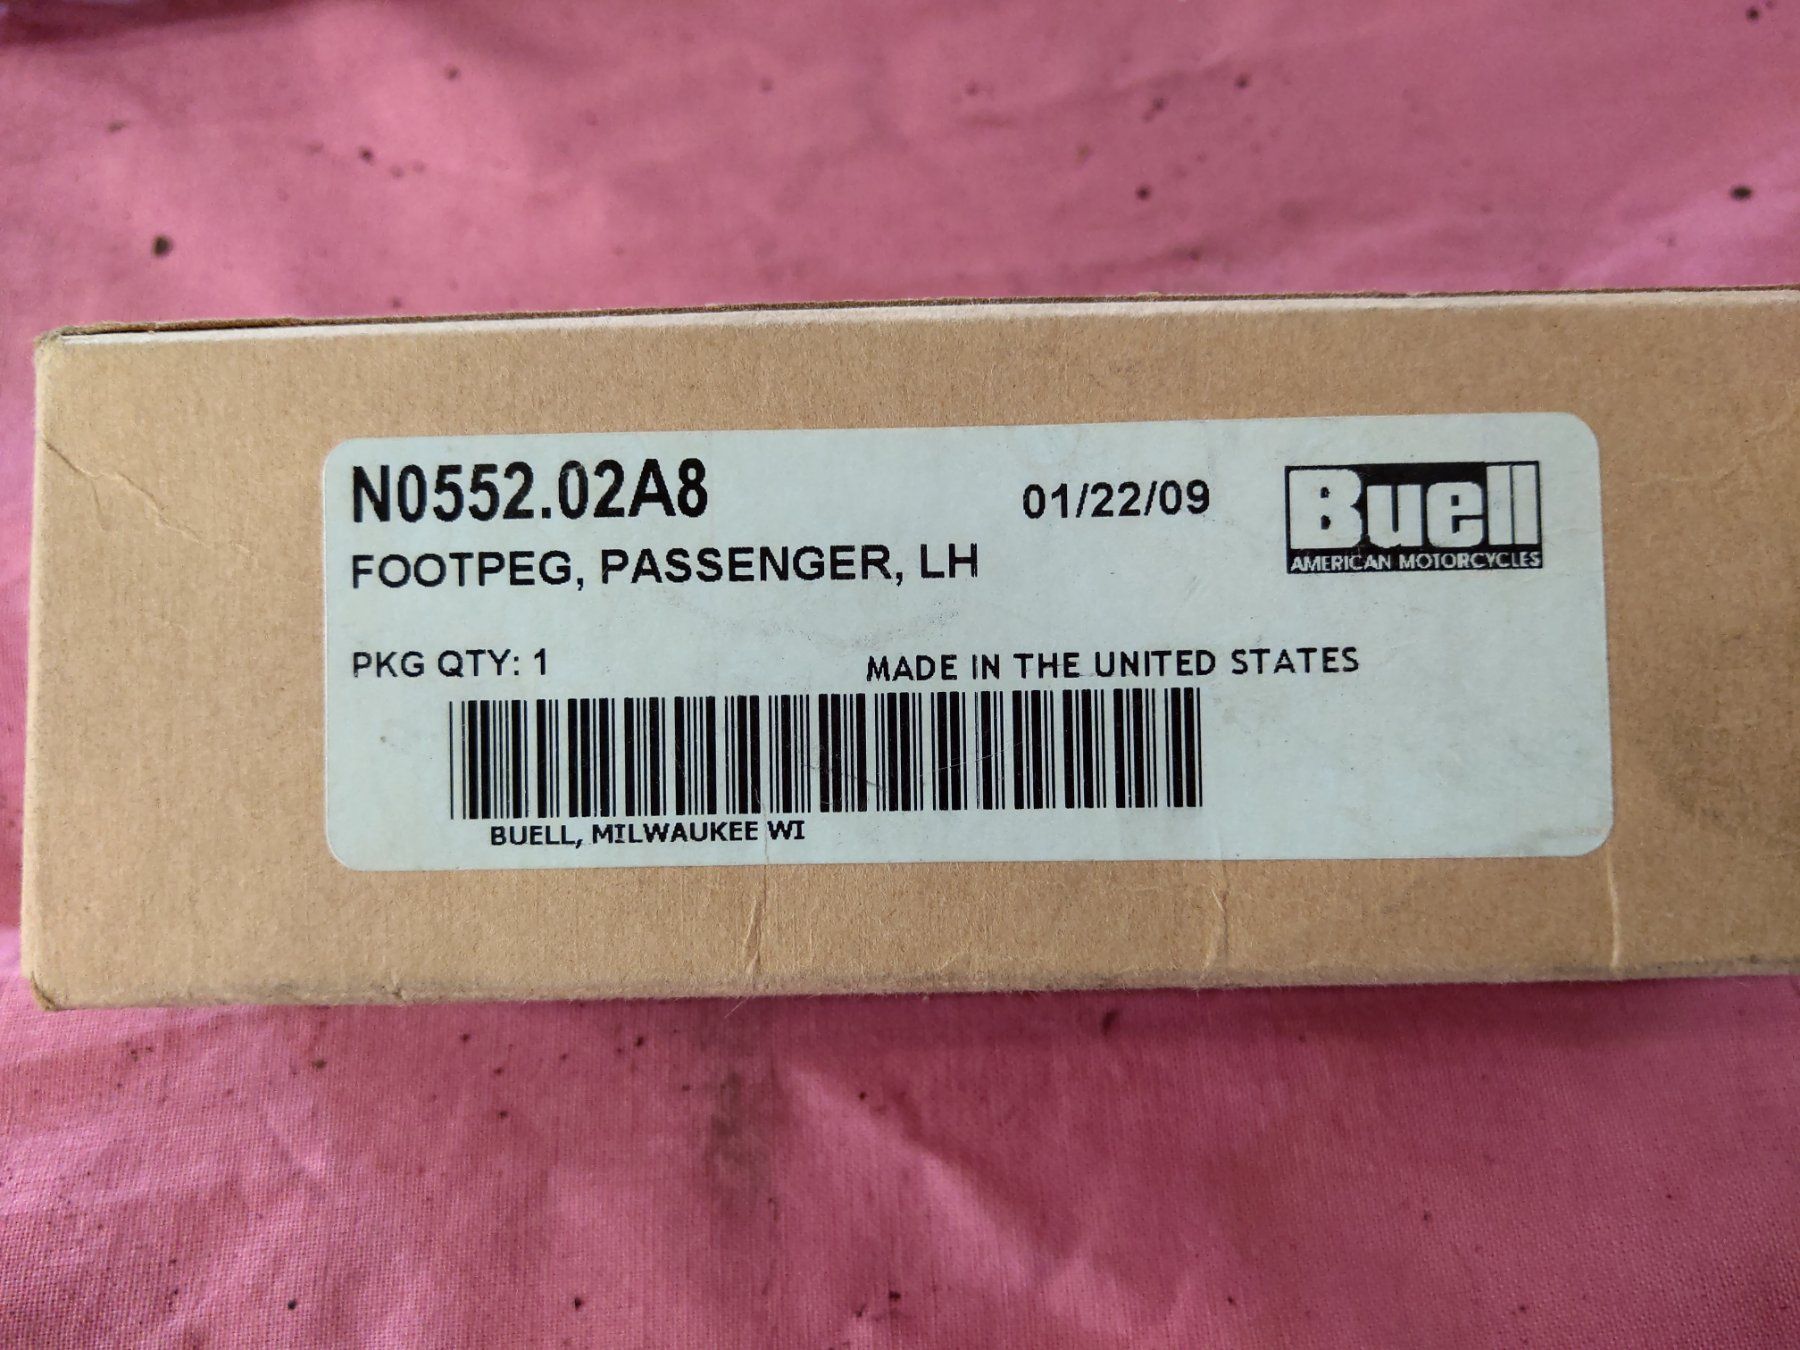 N0552.02A8
01/22/09
Buell
AMERICAN MOTORCYCLES
FOOTPEG, PASSENGER, LH
PKG QTY: 1
MADE IN THE UNITED STATES
BUELL, MILWAUKEE WI